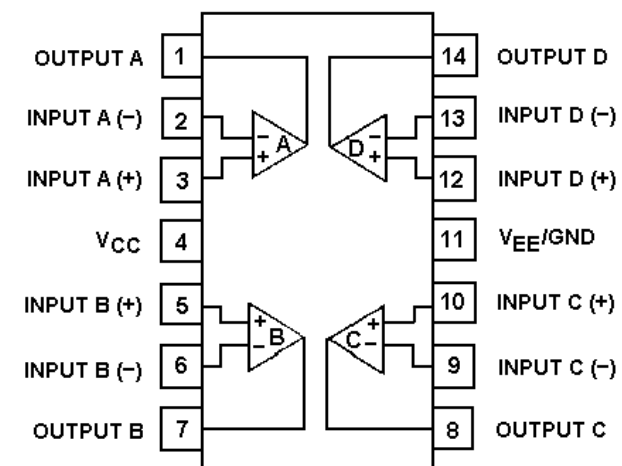 OUTPUT A 1 14 OUTPUT D
INPUT A (–) 2 13 INPUT D (–)
– A D –
+ +
INPUT A (+) 3 12 INPUT D (+)
VCC 4 11 VEE/GND
INPUT B (+) 5 10 INPUT C (+)
+ +
– B C –
INPUT B (–) 6 9 INPUT C (–)
OUTPUT B 7 8 OUTPUT C